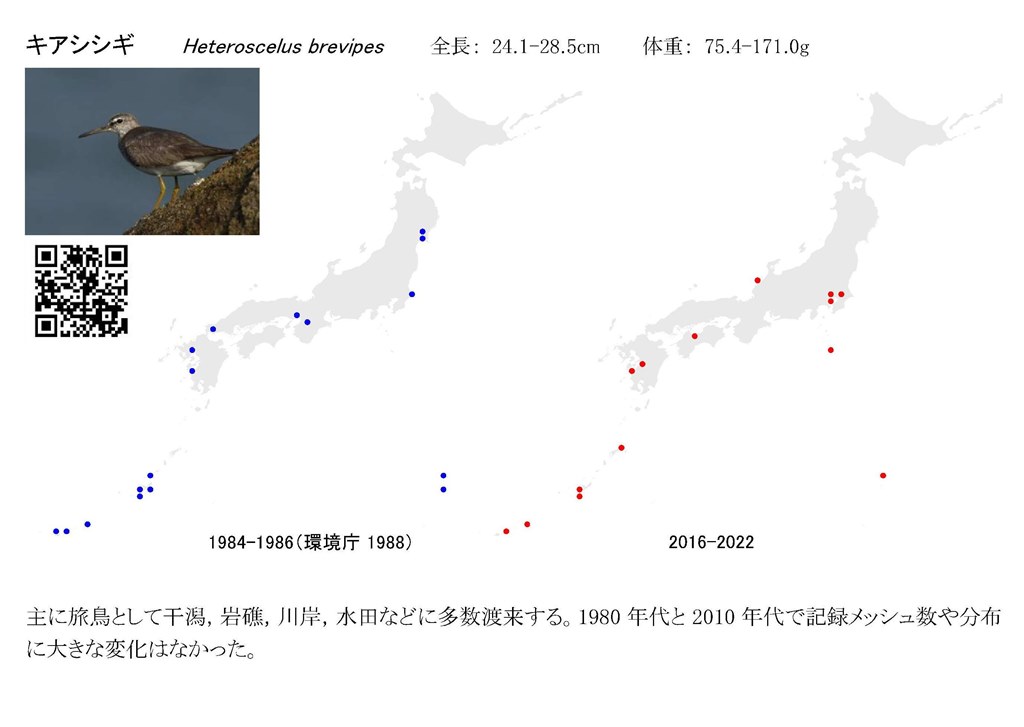 キアシシギ Heteroscelus brevipes 全長： 24.1-28.5cm 体重： 75.4-171.0g
1984-1986（環境庁 1988） 2016-2022
主に旅鳥として干潟，岩礁，川岸，水田などに多数渡来する。1980 年代と 2010 年代で記録メッシュ数や分布
に大きな変化はなかった。